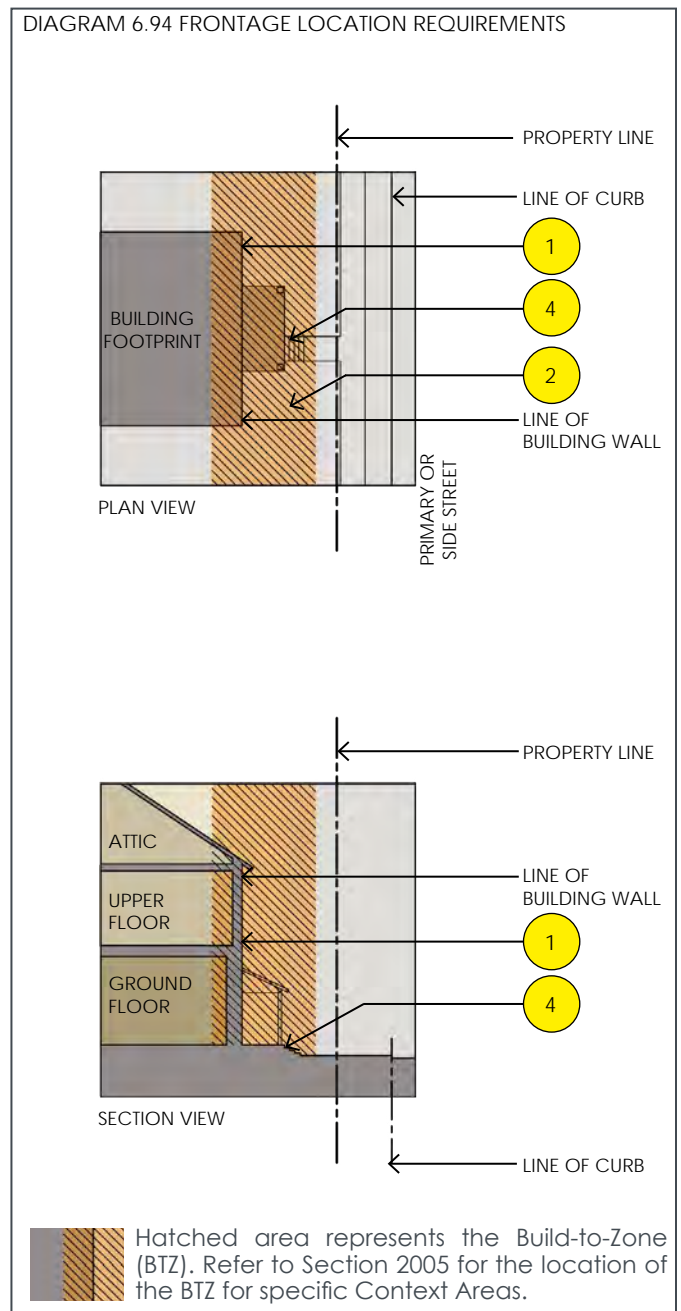 DIAGRAM 6.94 FRONTAGE LOCATION REQUIREMENTS
PROPERTY LINE
LINE OF CURB
1
4
2
BUILDING
FOOTPRINT
LINE OF
BUILDING WALL
PLAN VIEW
PRIMARY OR
SIDE STREET
PROPERTY LINE
ATTIC
LINE OF
BUILDING WALL
UPPER
FLOOR
1
GROUND
FLOOR
4
SECTION VIEW
LINE OF CURB
Hatched area represents the Build-to-Zone
(BTZ). Refer to Section 2005 for the location of
the BTZ for specific Context Areas.